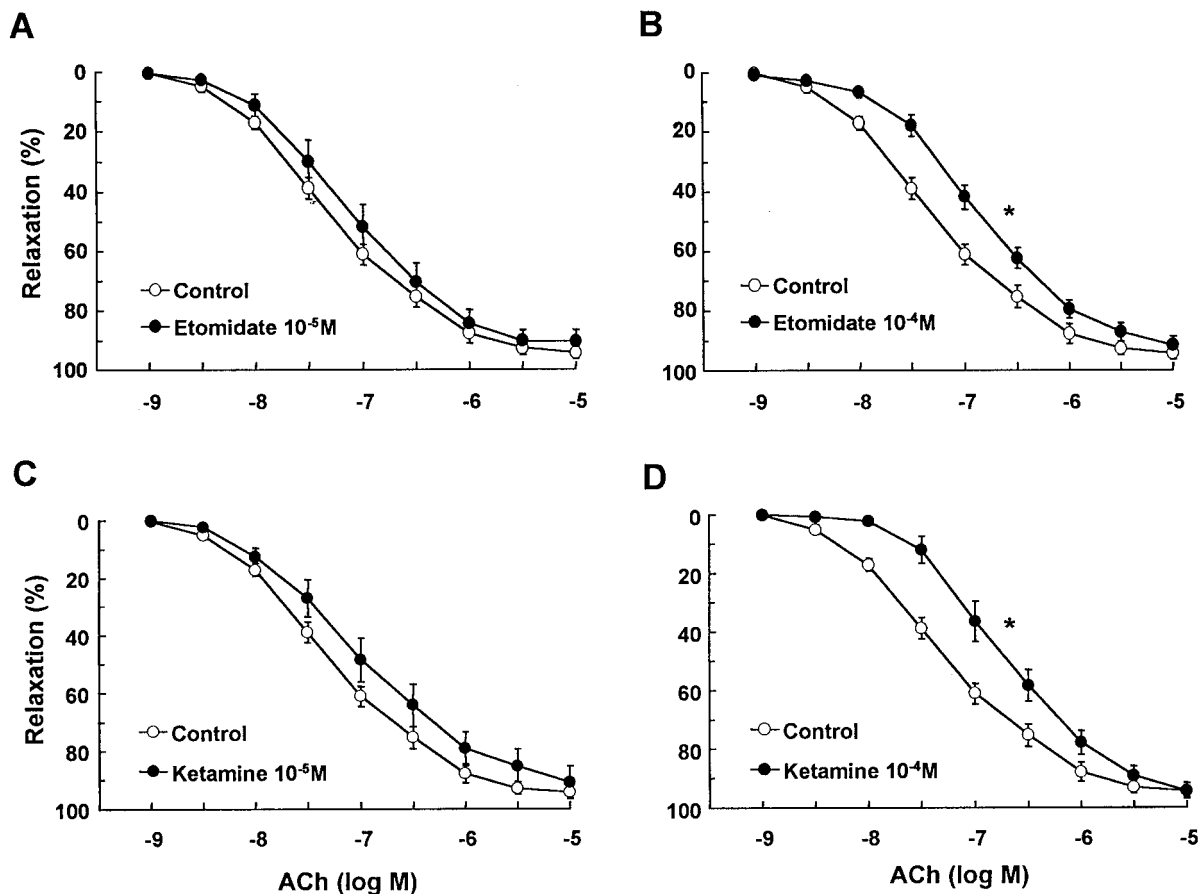 A
Relaxation (%)
0
20
40
60
80
100
Control
Etomidate 10⁻⁵M
-9 -8 -7 -6 -5
B
0
20
40
60
80
100
*
Control
Etomidate 10⁻⁴M
-9 -8 -7 -6 -5
C
Relaxation (%)
0
20
40
60
80
100
Control
Ketamine 10⁻⁵M
-9 -8 -7 -6 -5
ACh (log M)
D
0
20
40
60
80
100
*
Control
Ketamine 10⁻⁴M
-9 -8 -7 -6 -5
ACh (log M)